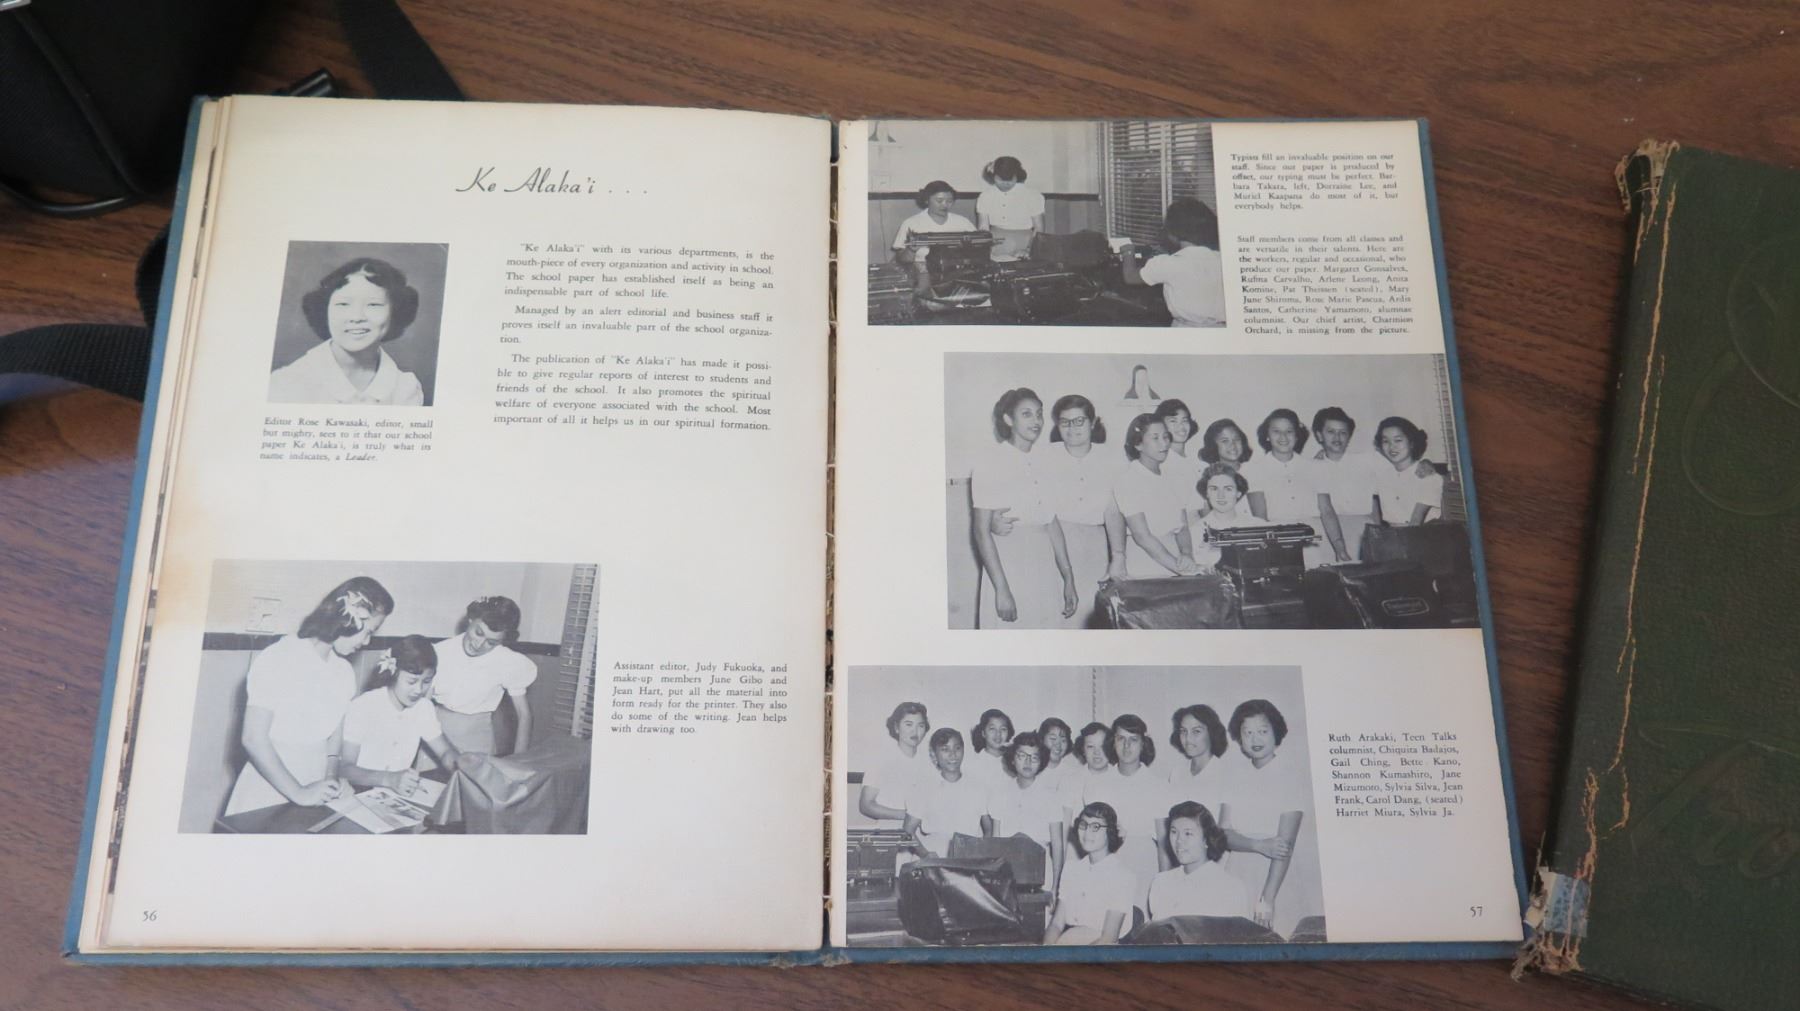 Ke Alaka'i . . .
"Ke Alaka'i" with its various departments, is the
mouth-piece of every organization and activity in school.
The school paper has established itself as being an
indispensable part of school life.
Managed by an alert editorial and business staff it
proves itself an invaluable part of the school organiza-
tion.
The publication of "Ke Alaka'i" has made it possi-
ble to give regular reports of interest to students and
friends of the school. It also promotes the spiritual
welfare of everyone associated with the school. Most
important of all it helps us in our spiritual formation.
Editor Rose Kawasaki, editor, small
but mighty, sees to it that our school
paper Ke Alaka'i, is truly what its
name indicates, a Leader.
Assistant editor, Judy Fukuoka, and
make-up members June Gibo and
Jean Hart, put all the material into
form ready for the printer. They also
do some of the writing. Jean helps
with drawing too.
56
Typists fill an invaluable position on our
staff. Since our paper is produced by
offset, our typing must be perfect. Bar-
bara Takata, left, Dorraine Lee, and
Muriel Kaapana do most of it, but
everybody helps.
Staff members come from all classes and
are versatile in their talents. Here are
the workers, regular and occasional, who
produce our paper. Margaret Gonsalves,
Rufina Carvalho, Arlene Leong, Anita
Komine, Pat Theissen (seated), Mary
June Shiroma, Rose Marie Pascua, Ardis
Santos, Catherine Yamamoto, alumnae
columnist. Our chief artist, Charmion
Orchard, is missing from the picture.
Ruth Arakaki, Teen Talks
columnist, Chiquita Badajos,
Gail Ching, Bette Kano,
Shannon Kumashiro, Jane
Mizumoto, Sylvia Silva, Jean
Frank, Carol Dang, (seated)
Harriet Miura, Sylvia Ja.
57